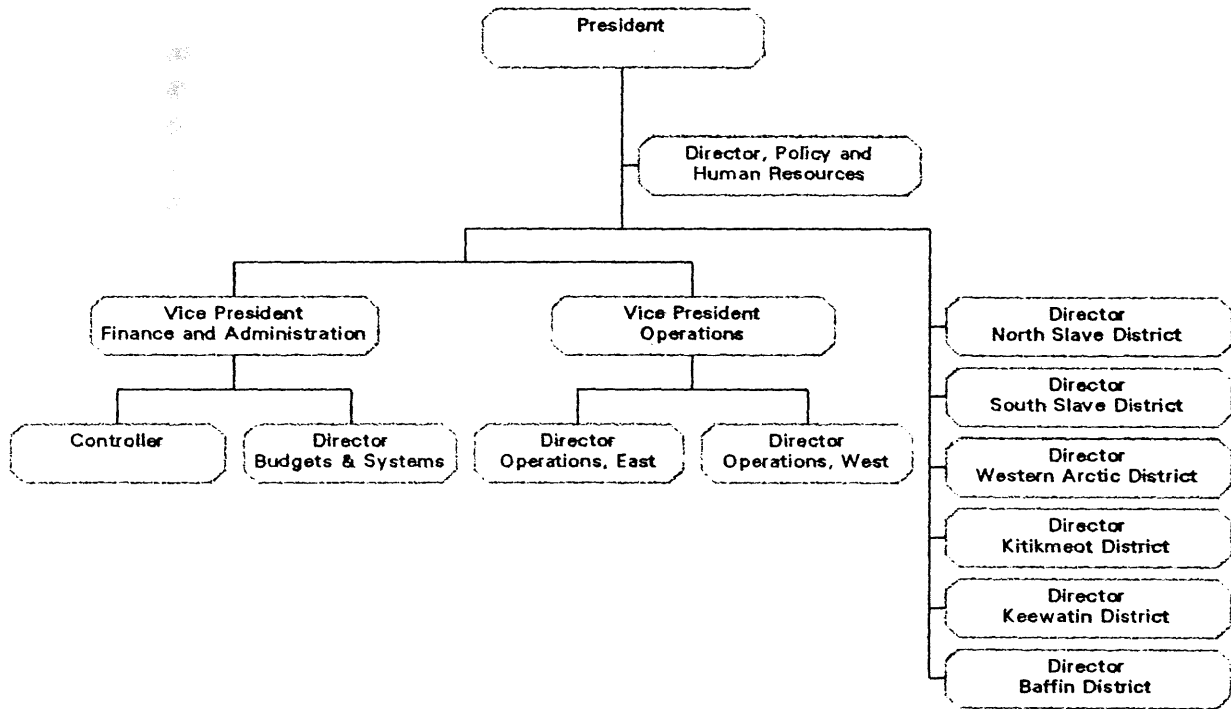 President
Director, Policy and
Human Resources
Vice President
Finance and Administration
Vice President
Operations
Controller
Director
Budgets & Systems
Director
Operations, East
Director
Operations, West
Director
North Slave District
Director
South Slave District
Director
Western Arctic District
Director
Kitikmeot District
Director
Keewatin District
Director
Baffin District